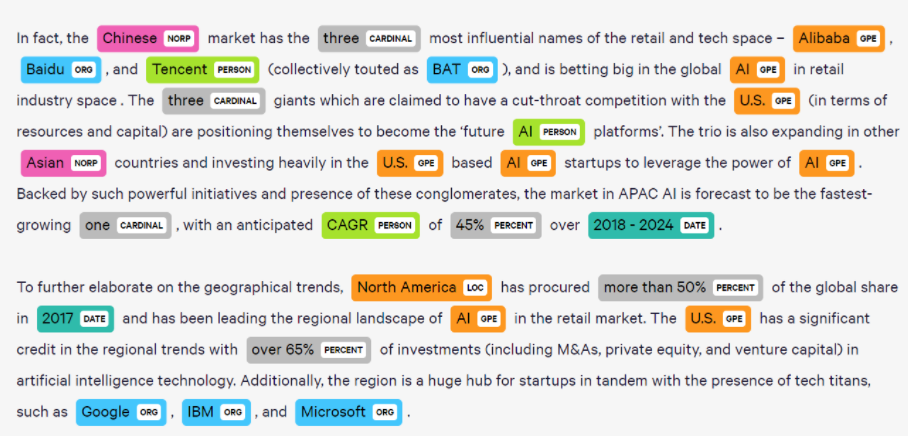 In fact, the Chinese NORP market has the three CARDINAL most influential names of the retail and tech space – Alibaba GPE ,
Baidu ORG , and Tencent PERSON (collectively touted as BAT ORG ), and is betting big in the global AI GPE in retail
industry space . The three CARDINAL giants which are claimed to have a cut-throat competition with the U.S. GPE (in terms of
resources and capital) are positioning themselves to become the ‘future AI PERSON platforms’. The trio is also expanding in other
Asian NORP countries and investing heavily in the U.S. GPE based AI GPE startups to leverage the power of AI GPE .
Backed by such powerful initiatives and presence of these conglomerates, the market in APAC AI is forecast to be the fastest-
growing one CARDINAL , with an anticipated CAGR PERSON of 45% PERCENT over 2018 - 2024 DATE .
To further elaborate on the geographical trends, North America LOC has procured more than 50% PERCENT of the global share
in 2017 DATE and has been leading the regional landscape of AI GPE in the retail market. The U.S. GPE has a significant
credit in the regional trends with over 65% PERCENT of investments (including M&As, private equity, and venture capital) in
artificial intelligence technology. Additionally, the region is a huge hub for startups in tandem with the presence of tech titans,
such as Google ORG , IBM ORG , and Microsoft ORG .